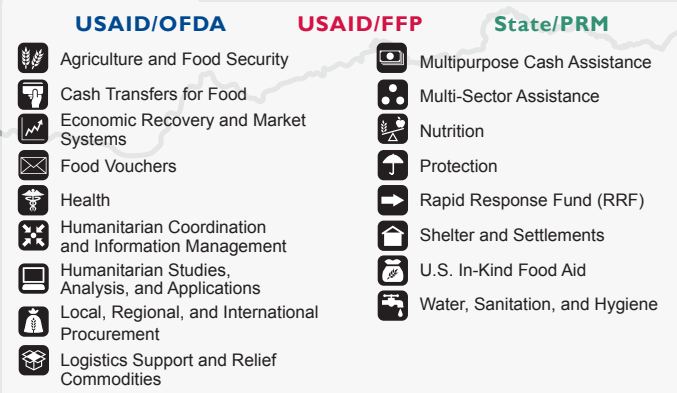 USAID/OFDA USAID/FFP State/PRM
Agriculture and Food Security
Cash Transfers for Food
Economic Recovery and Market
Systems
Food Vouchers
Health
Humanitarian Coordination
and Information Management
Humanitarian Studies,
Analysis, and Applications
Local, Regional, and International
Procurement
Logistics Support and Relief
Commodities
Multipurpose Cash Assistance
Multi-Sector Assistance
Nutrition
Protection
Rapid Response Fund (RRF)
Shelter and Settlements
U.S. In-Kind Food Aid
Water, Sanitation, and Hygiene